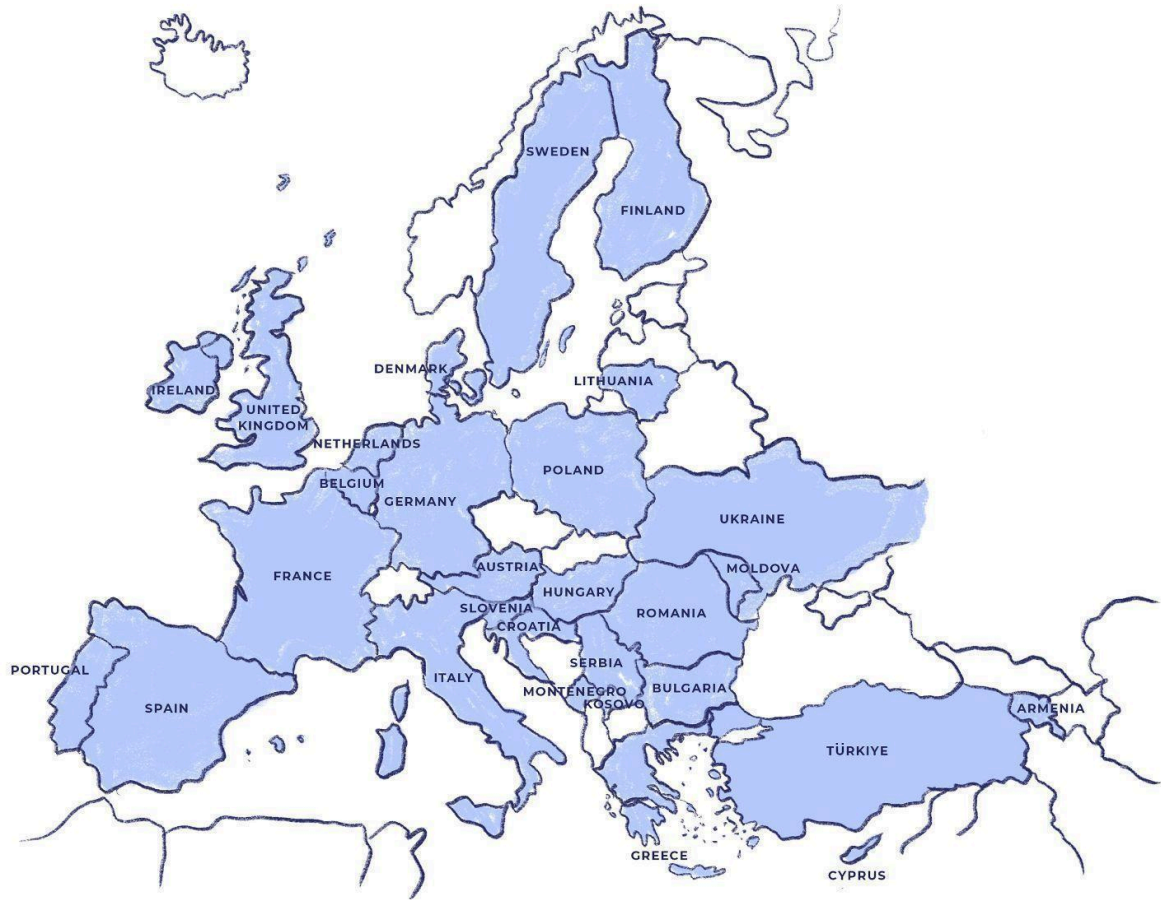 SWEDEN
FINLAND
DENMARK
LITHUANIA
IRELAND
UNITED
KINGDOM
NETHERLANDS
POLAND
BELGIUM
GERMANY
UKRAINE
AUSTRIA
MOLDOVA
FRANCE
HUNGARY
SLOVENIA
ROMANIA
CROATIA
SERBIA
PORTUGAL
ITALY
MONTENEGRO
BULGARIA
KOSOVO
SPAIN
ARMENIA
TÜRKIYE
GREECE
CYPRUS